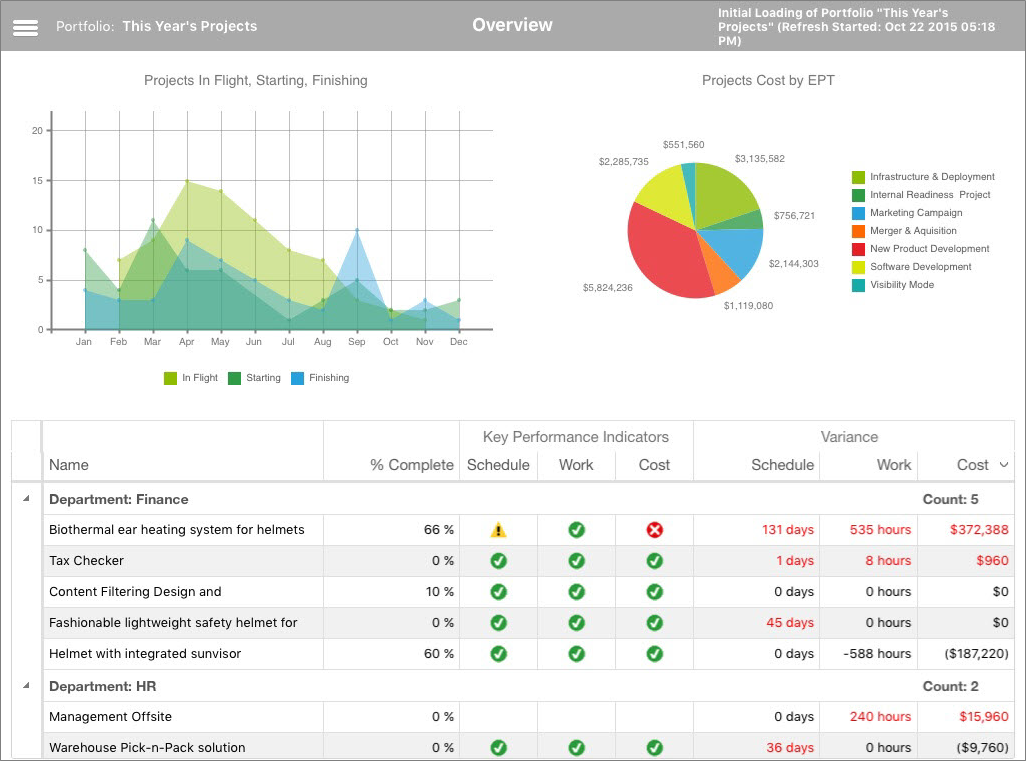 Portfolio: This Year's Projects
Overview
Initial Loading of Portfolio "This Year's
Projects" (Refresh Started: Oct 22 2015 05:18
PM)
Projects In Flight, Starting, Finishing
20
15
10
5
0
Jan Feb Mar Apr May Jun Jul Aug Sep Oct Nov Dec
In Flight Starting Finishing
Projects Cost by EPT
$551,560
$2,285,735
$3,135,582
$756,721
$2,144,303
$5,824,236
$1,119,080
Infrastructure & Deployment
Internal Readiness Project
Marketing Campaign
Merger & Aquisition
New Product Development
Software Development
Visibility Mode
Key Performance Indicators Variance
Name % Complete Schedule Work Cost Schedule Work Cost
Department: Finance Count: 5
Biothermal ear heating system for helmets 66 % 131 days 535 hours $372,388
Tax Checker 0 % 1 days 8 hours $960
Content Filtering Design and 10 % 0 days 0 hours $0
Fashionable lightweight safety helmet for 0 % 45 days 0 hours $0
Helmet with integrated sunvisor 60 % 0 days -588 hours ($187,220)
Department: HR Count: 2
Management Offsite 0 % 0 days 240 hours $15,960
Warehouse Pick-n-Pack solution 0 % 36 days 0 hours ($9,760)